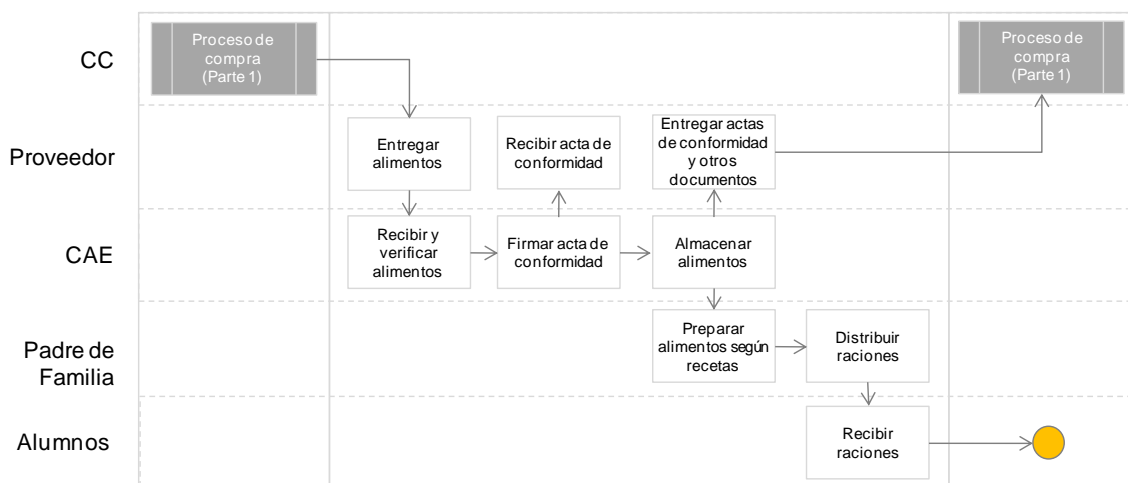 CC
Proceso de
compra
(Parte 1)
Proceso de
compra
(Parte 1)
Proveedor
Entregar
alimentos
Recibir acta de
conformidad
Entregar actas
de conformidad
y otros
documentos
CAE
Recibir y
verificar
alimentos
Firmar acta de
conformidad
Almacenar
alimentos
Padre de
Familia
Preparar
alimentos según
recetas
Distribuir
raciones
Alumnos
Recibir
raciones